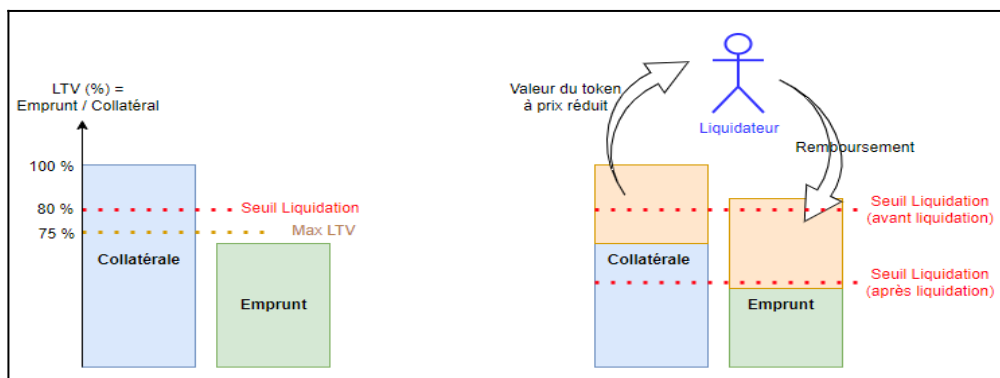 LTV (%) =
Emprunt / Collatéral
100 %
80 %
75 %
Seuil Liquidation
Max LTV
Collatérale
Emprunt
Valeur du token
à prix réduit
Liquidateur
Remboursement
Seuil Liquidation
(avant liquidation)
Collatérale
Seuil Liquidation
(après liquidation)
Emprunt